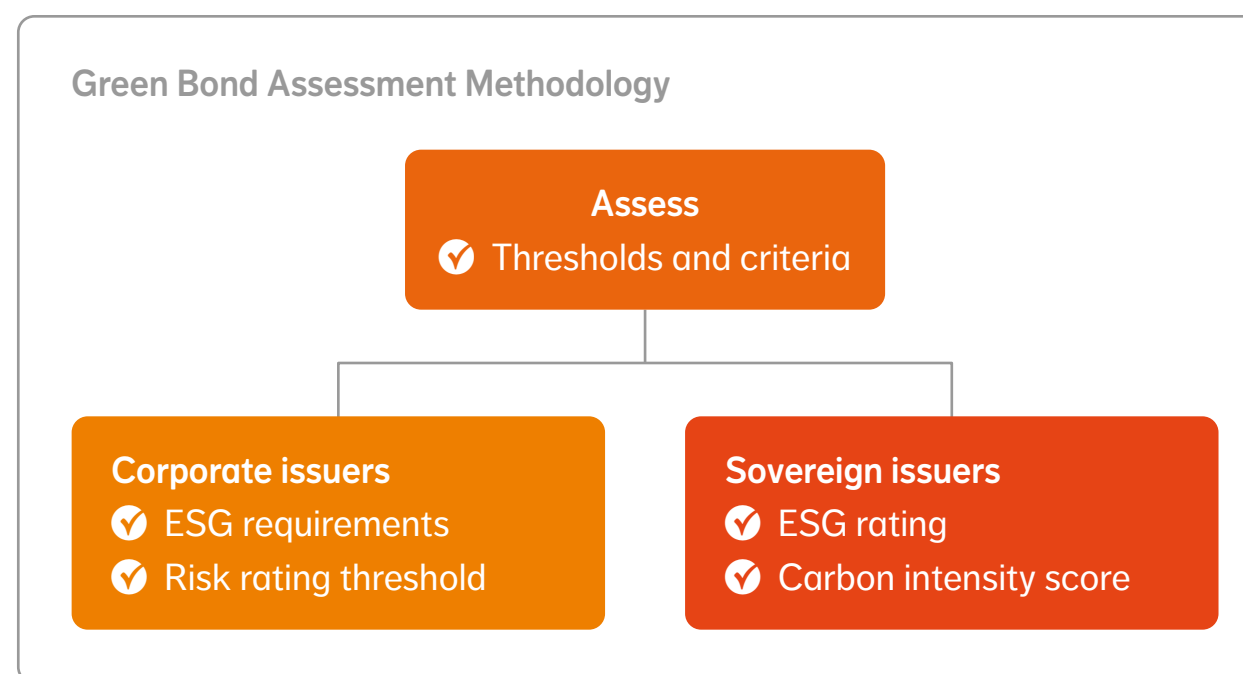 Green Bond Assessment Methodology
Assess
Thresholds and criteria
Corporate issuers
ESG requirements
Risk rating threshold
Sovereign issuers
ESG rating
Carbon intensity score